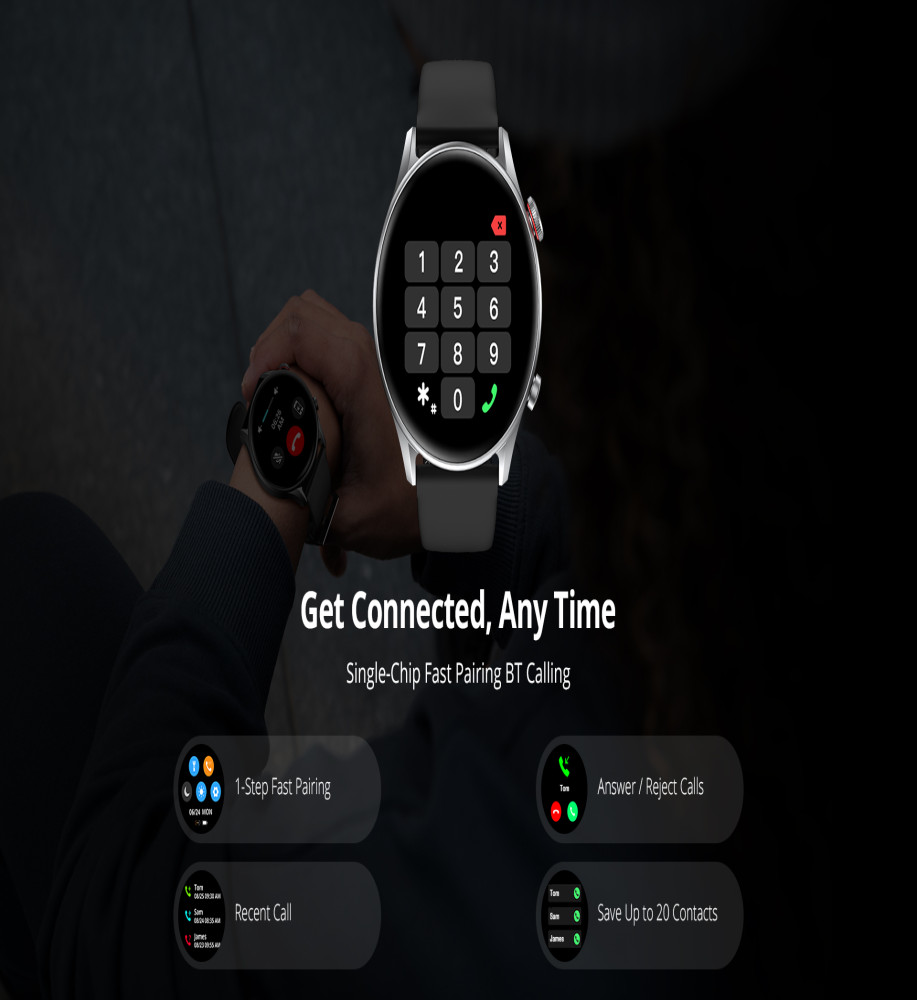 1 2 3
4 5 6
7 8 9
* # 0
Get Connected, Any Time
Single-Chip Fast Pairing BT Calling
06/24 MON
1-Step Fast Pairing
Tom
Answer / Reject Calls
Tom
08/25 09:30 AM
Sam
08/24 08:35 AM
James
08/23 09:55 AM
Recent Call
Tom
Sam
James
Save Up to 20 Contacts